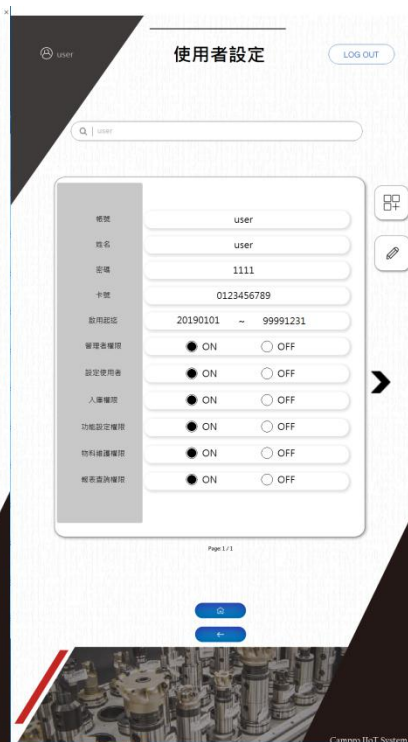 user
使用者設定
LOG OUT
user
帳號
user
姓名
user
密碼
1111
卡號
0123456789
啟用起訖
20190101 ~ 99991231
管理者權限
ON OFF
設定使用者
ON OFF
入庫權限
ON OFF
功能設定權限
ON OFF
物料維護權限
ON OFF
報表查詢權限
ON OFF
Page: 1 / 1
Campro IIoT System